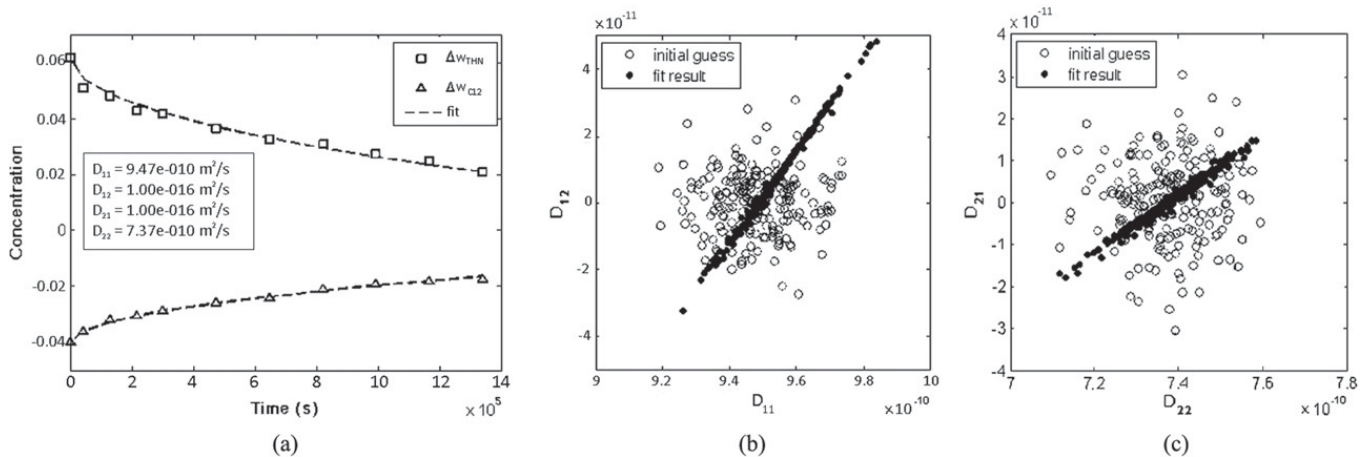 0.06
0.04
0.02
0
-0.02
-0.04
Concentration
Δw_THN
Δw_C12
fit
D₁₁ = 9.47e-010 m²/s
D₁₂ = 1.00e-016 m²/s
D₂₁ = 1.00e-016 m²/s
D₂₂ = 7.37e-010 m²/s
0 2 4 6 8 10 12 14
Time (s)
×10⁵
(a)
×10⁻¹¹
initial guess
fit result
4
2
0
-2
-4
D₁₂
9 9.2 9.4 9.6 9.8 10
D₁₁
×10⁻¹⁰
(b)
×10⁻¹¹
initial guess
fit result
4
3
2
1
0
-1
-2
-3
-4
D₂₁
7 7.2 7.4 7.6 7.8
D₂₂
×10⁻¹⁰
(c)